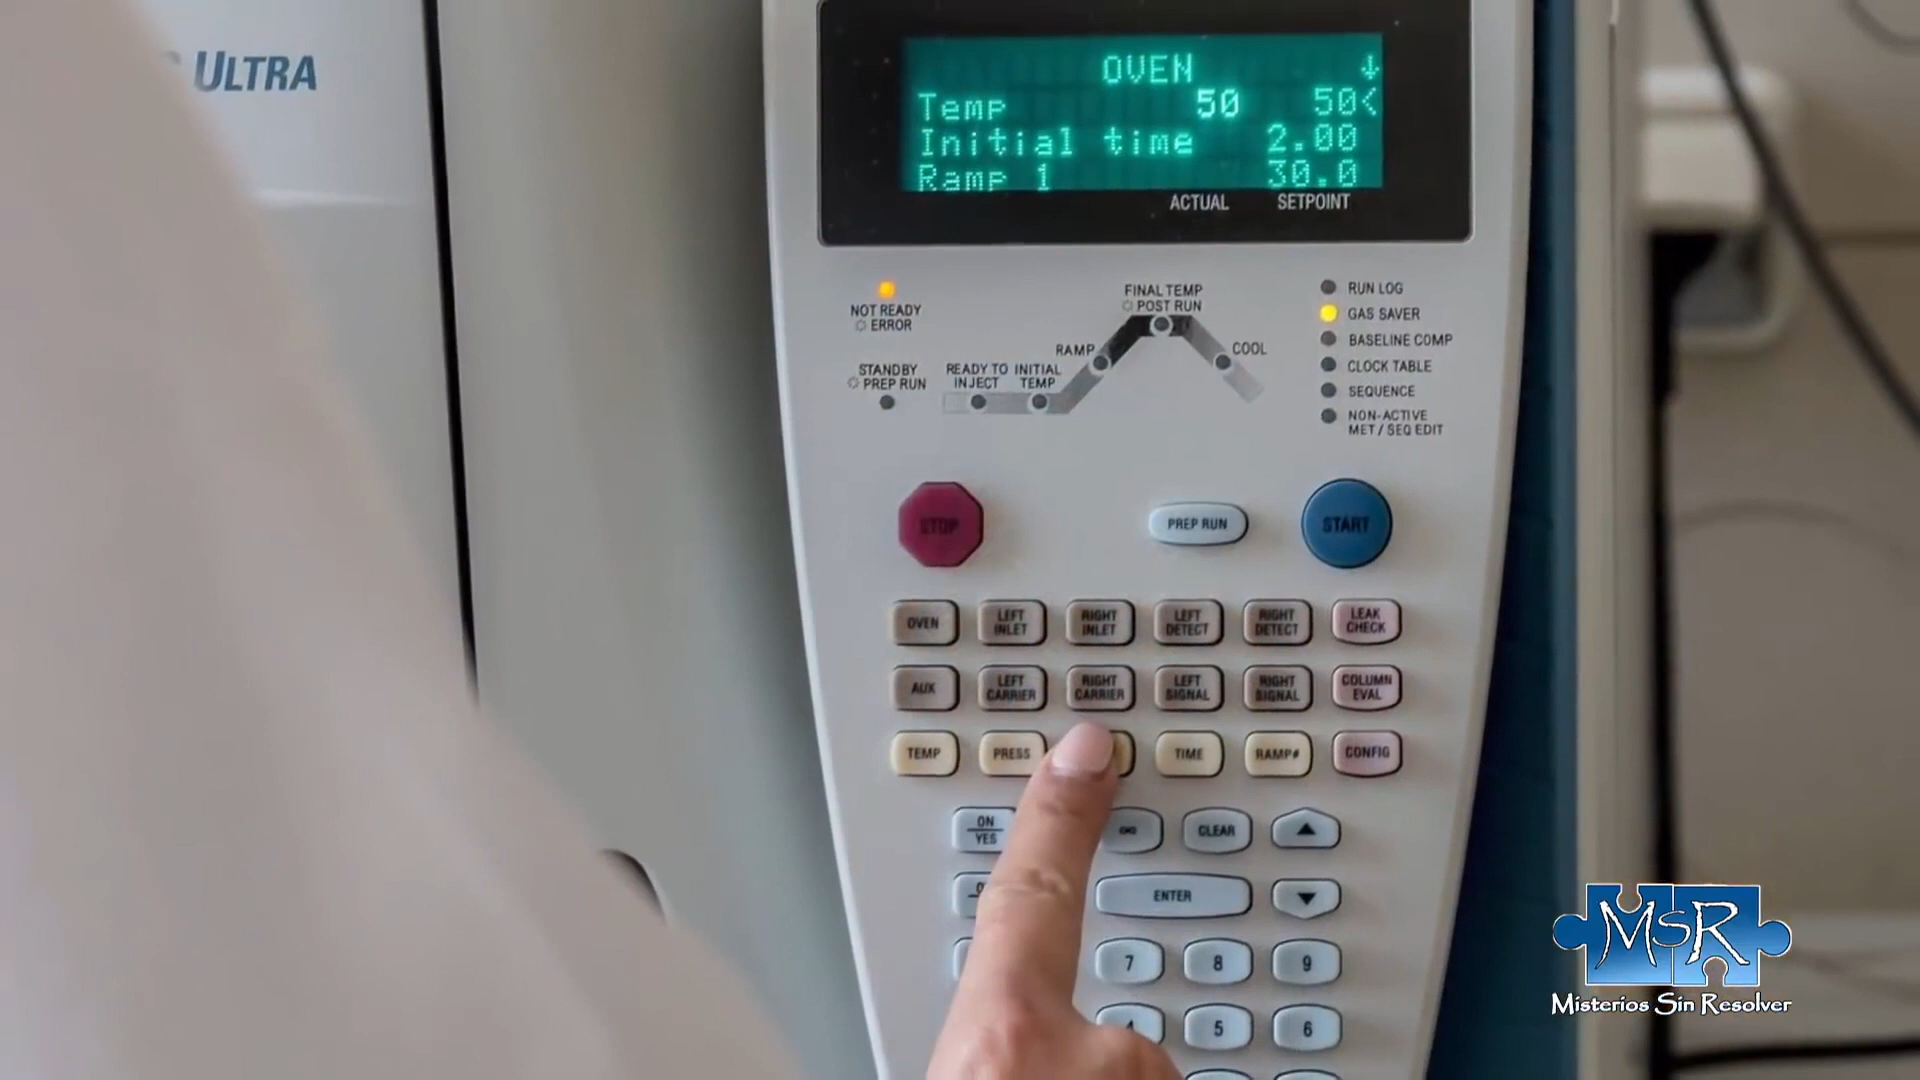 ULTRA
OVEN ↓
Temp 50 50<
Initial time 2.00
Ramp 1 30.0
ACTUAL SETPOINT
NOT READY
ERROR
STANDBY
PREP RUN
READY TO INJECT
INITIAL TEMP
RAMP
FINAL TEMP
POST RUN
COOL
RUN LOG
GAS SAVER
BASELINE COMP
CLOCK TABLE
SEQUENCE
NON-ACTIVE
MET / SEQ EDIT
STOP PREP RUN START
OVEN LEFT INLET RIGHT INLET LEFT DETECT RIGHT DETECT LEAK CHECK
AUX LEFT CARRIER RIGHT CARRIER LEFT SIGNAL RIGHT SIGNAL COLUMN EVAL
TEMP PRESS TIME RAMP# CONFIG
ON YES CLEAR ▲
ENTER ▼
7 8 9
4 5 6
MSR
Misterios Sin Resolver